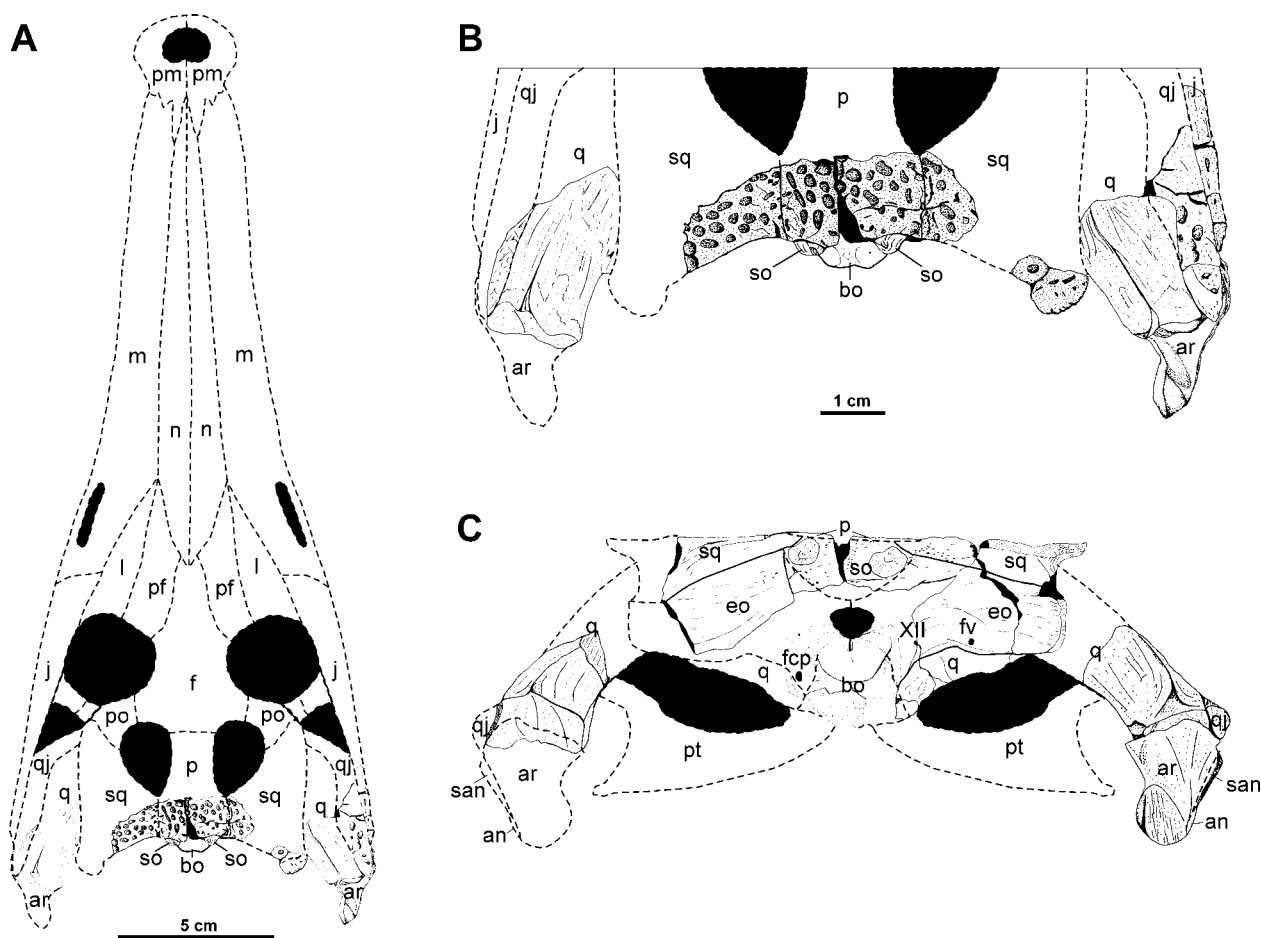 A
pm pm
m m
n n
l l
pf pf
j j
f
po po
qj p qj
q sq sq q
so so
bo
ar ar
5 cm
B
j qj p qj j
q sq sq q
so so
bo
ar ar
1 cm
C
p
sq so sq
eo eo
q XII fv
fcp q q q
bo
qj qj
pt pt
ar ar
san san
an an